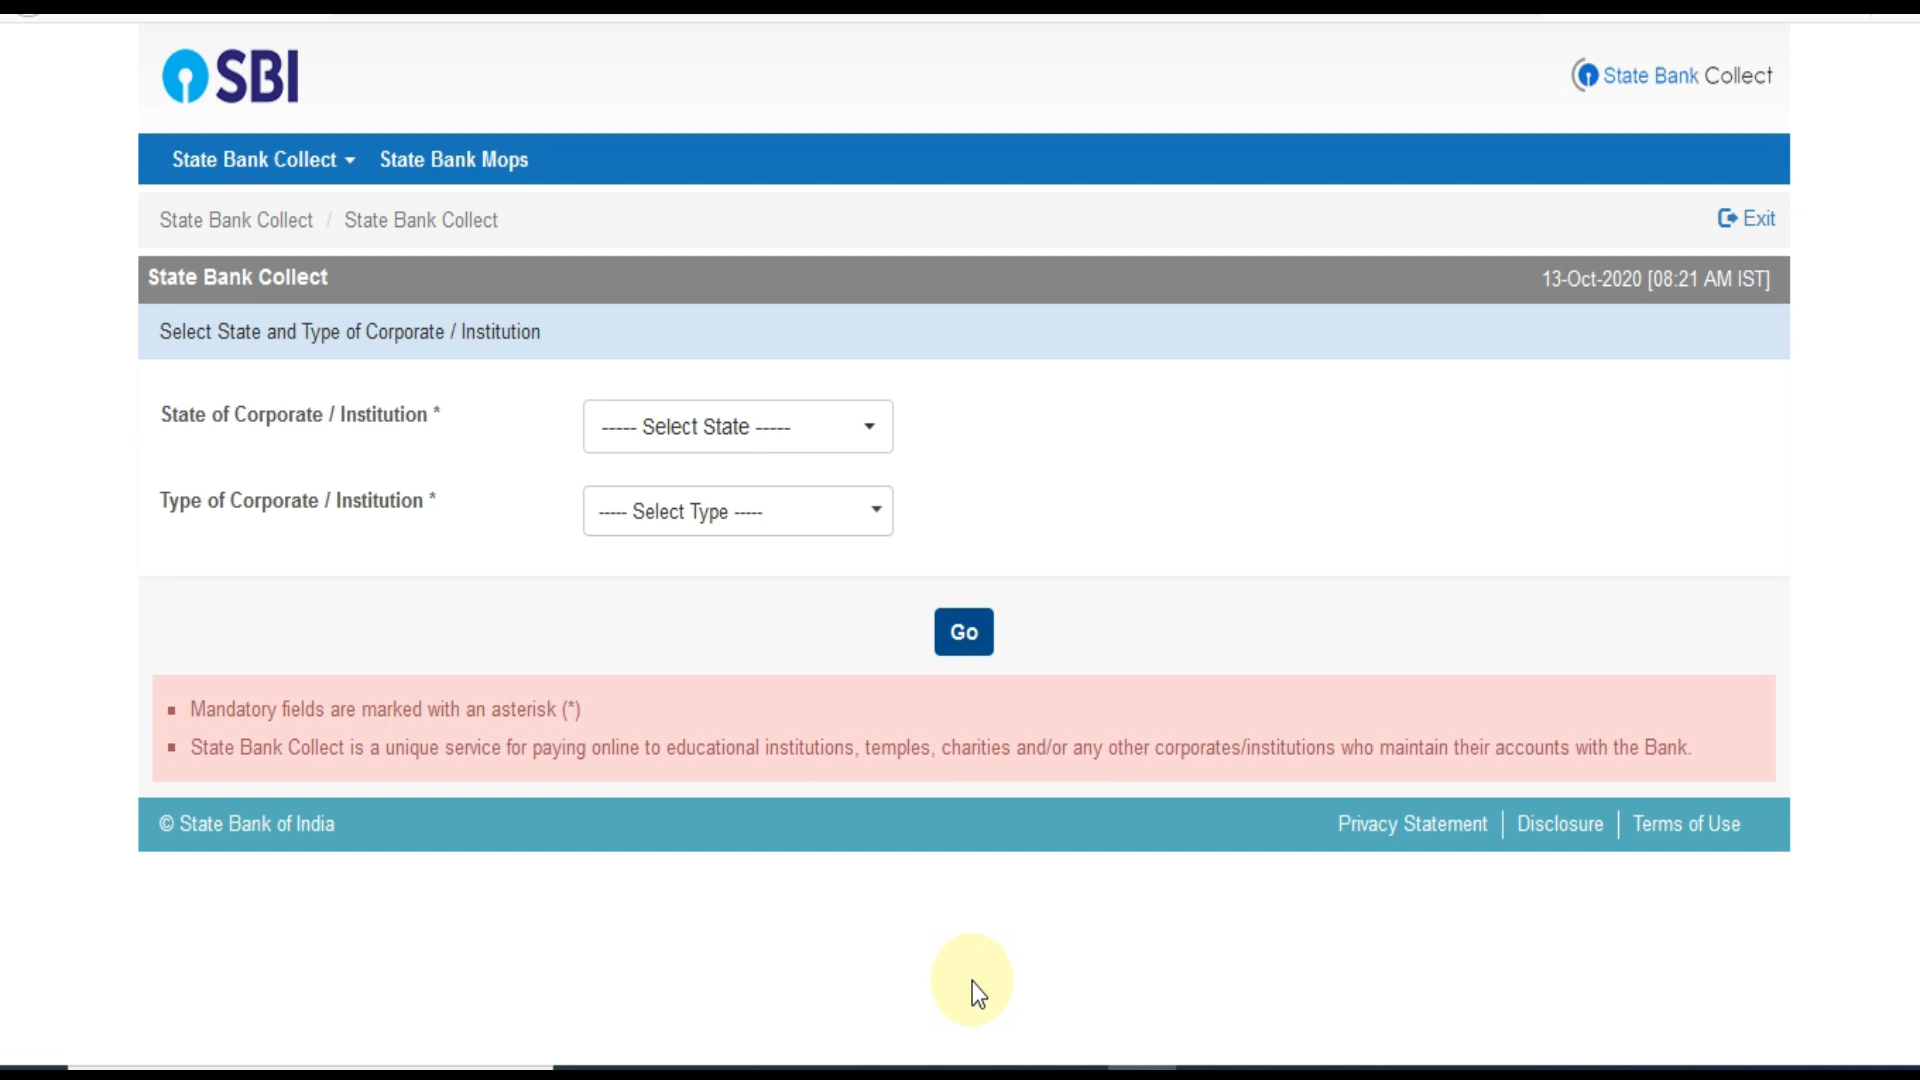 SBI
State Bank Collect
State Bank Collect State Bank Mops
State Bank Collect / State Bank Collect
Exit
State Bank Collect
13-Oct-2020 [08:21 AM IST]
Select State and Type of Corporate / Institution
State of Corporate / Institution *
----- Select State -----
Type of Corporate / Institution *
----- Select Type -----
Go
Mandatory fields are marked with an asterisk (*)
State Bank Collect is a unique service for paying online to educational institutions, temples, charities and/or any other corporates/institutions who maintain their accounts with the Bank.
© State Bank of India
Privacy Statement | Disclosure | Terms of Use